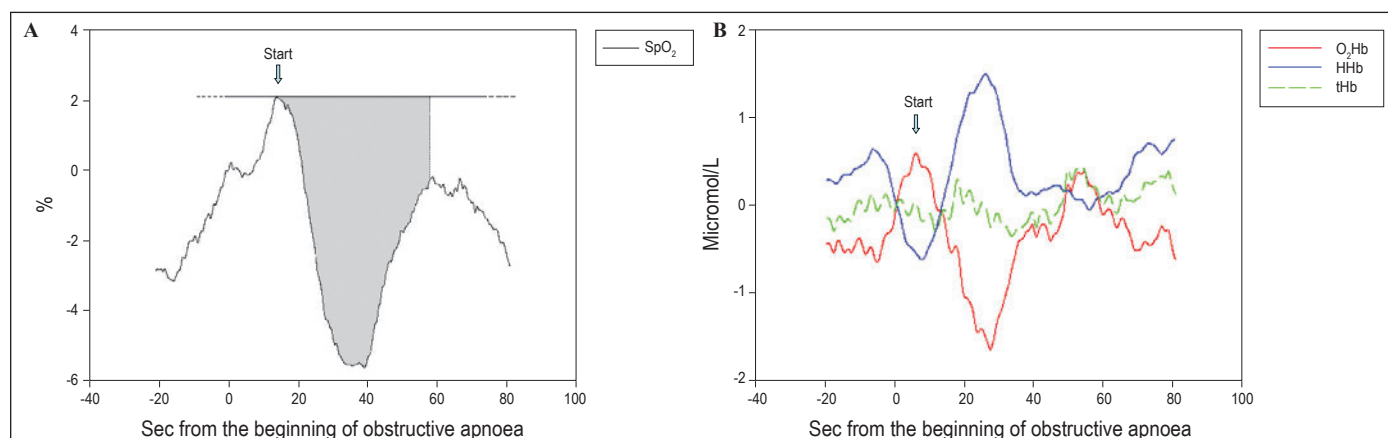 A
Start
SpO₂
4
2
0
-2
-4
-6
%
-40 -20 0 20 40 60 80 100
Sec from the beginning of obstructive apnoea
B
Start
O₂Hb
HHb
tHb
2
1
0
-1
-2
Micromol/L
-40 -20 0 20 40 60 80 100
Sec from the beginning of obstructive apnoea